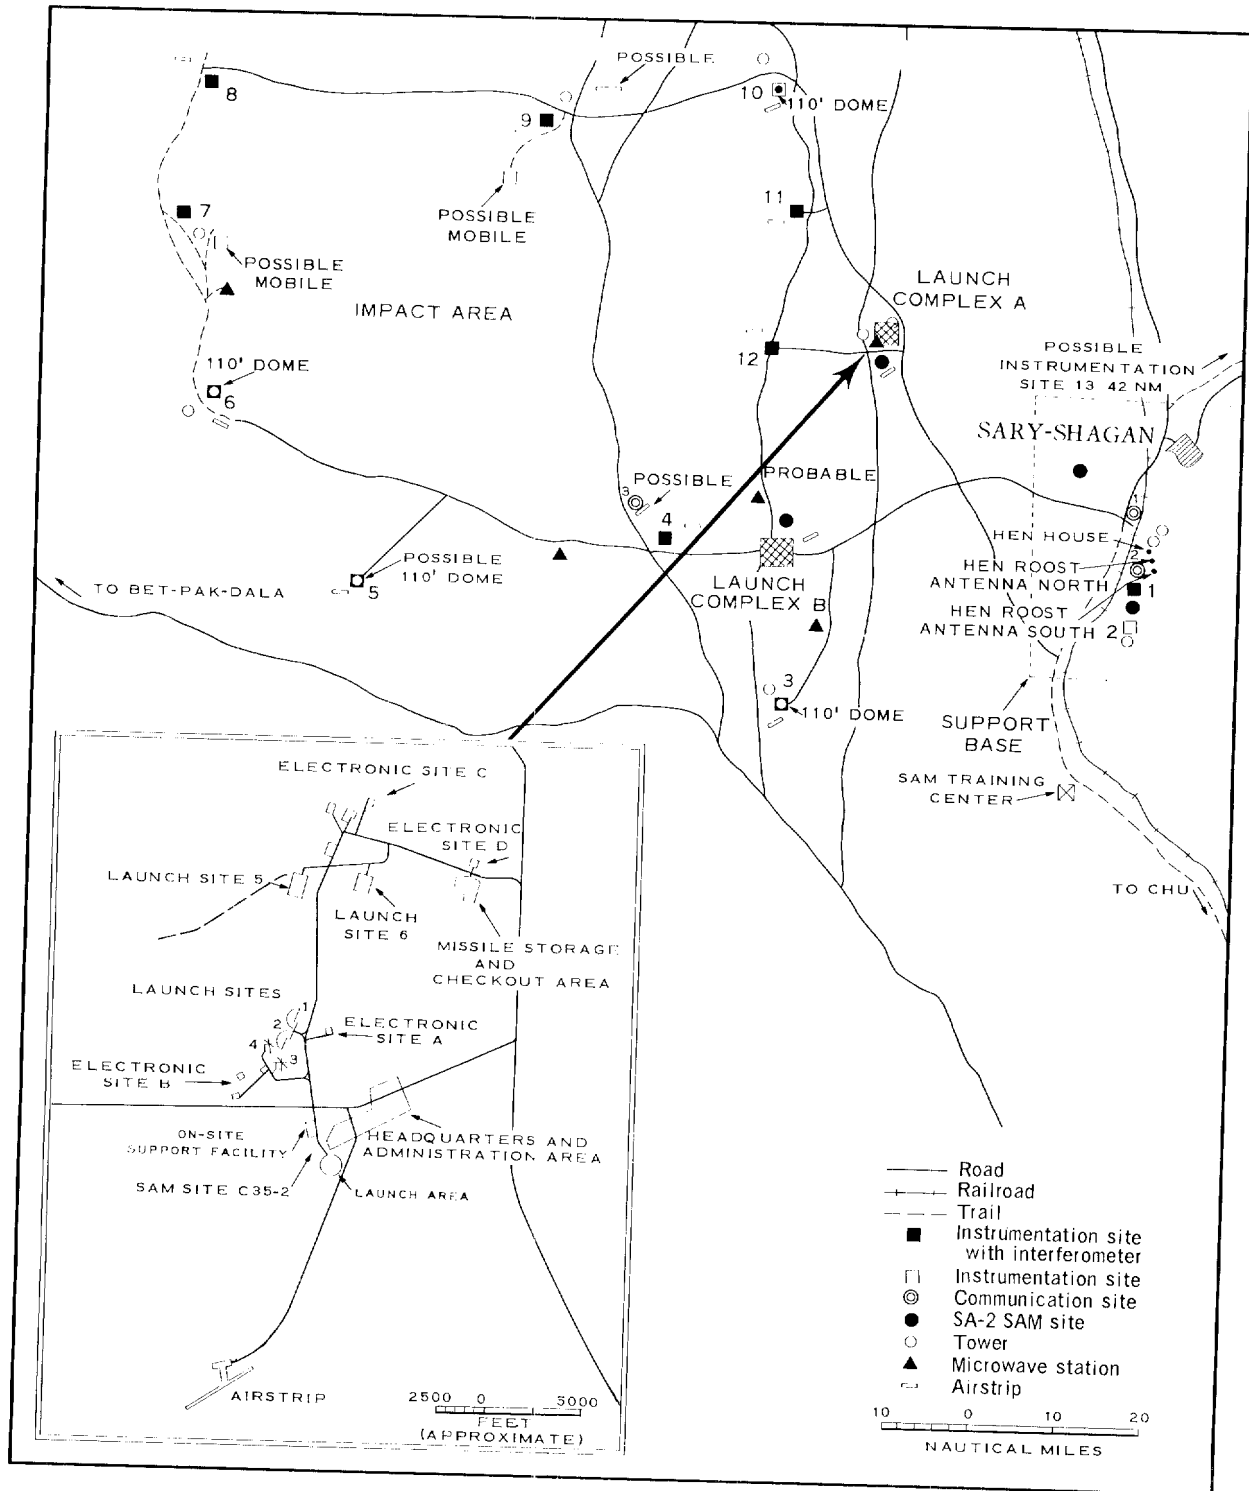 POSSIBLE
8
10
110' DOME
9
7
11
POSSIBLE
MOBILE
POSSIBLE
MOBILE
LAUNCH
COMPLEX A
IMPACT AREA
12
POSSIBLE
INSTRUMENTATION
SITE 13 42 NM
110' DOME
6
SARY-SHAGAN
POSSIBLE
PROBABLE
3
4
1
HEN HOUSE
2
HEN ROOST
ANTENNA NORTH
1
POSSIBLE
110' DOME
5
TO BET-PAK-DALA
LAUNCH
COMPLEX B
HEN ROOST
ANTENNA SOUTH
2
3
110' DOME
SUPPORT
BASE
SAM TRAINING
CENTER
TO CHU
ELECTRONIC SITE C
ELECTRONIC
SITE D
LAUNCH SITE 5
LAUNCH
SITE 6
MISSILE STORAGE
AND
CHECKOUT AREA
LAUNCH SITES
1
2
4
3
ELECTRONIC
SITE A
ELECTRONIC
SITE B
ON-SITE
SUPPORT FACILITY
HEADQUARTERS AND
ADMINISTRATION AREA
SAM SITE C35-2
LAUNCH AREA
AIRSTRIP
2500 0 5000
FEET
(APPROXIMATE)
Road
Railroad
Trail
Instrumentation site
with interferometer
Instrumentation site
Communication site
SA-2 SAM site
Tower
Microwave station
Airstrip
10 0 10 20
NAUTICAL MILES